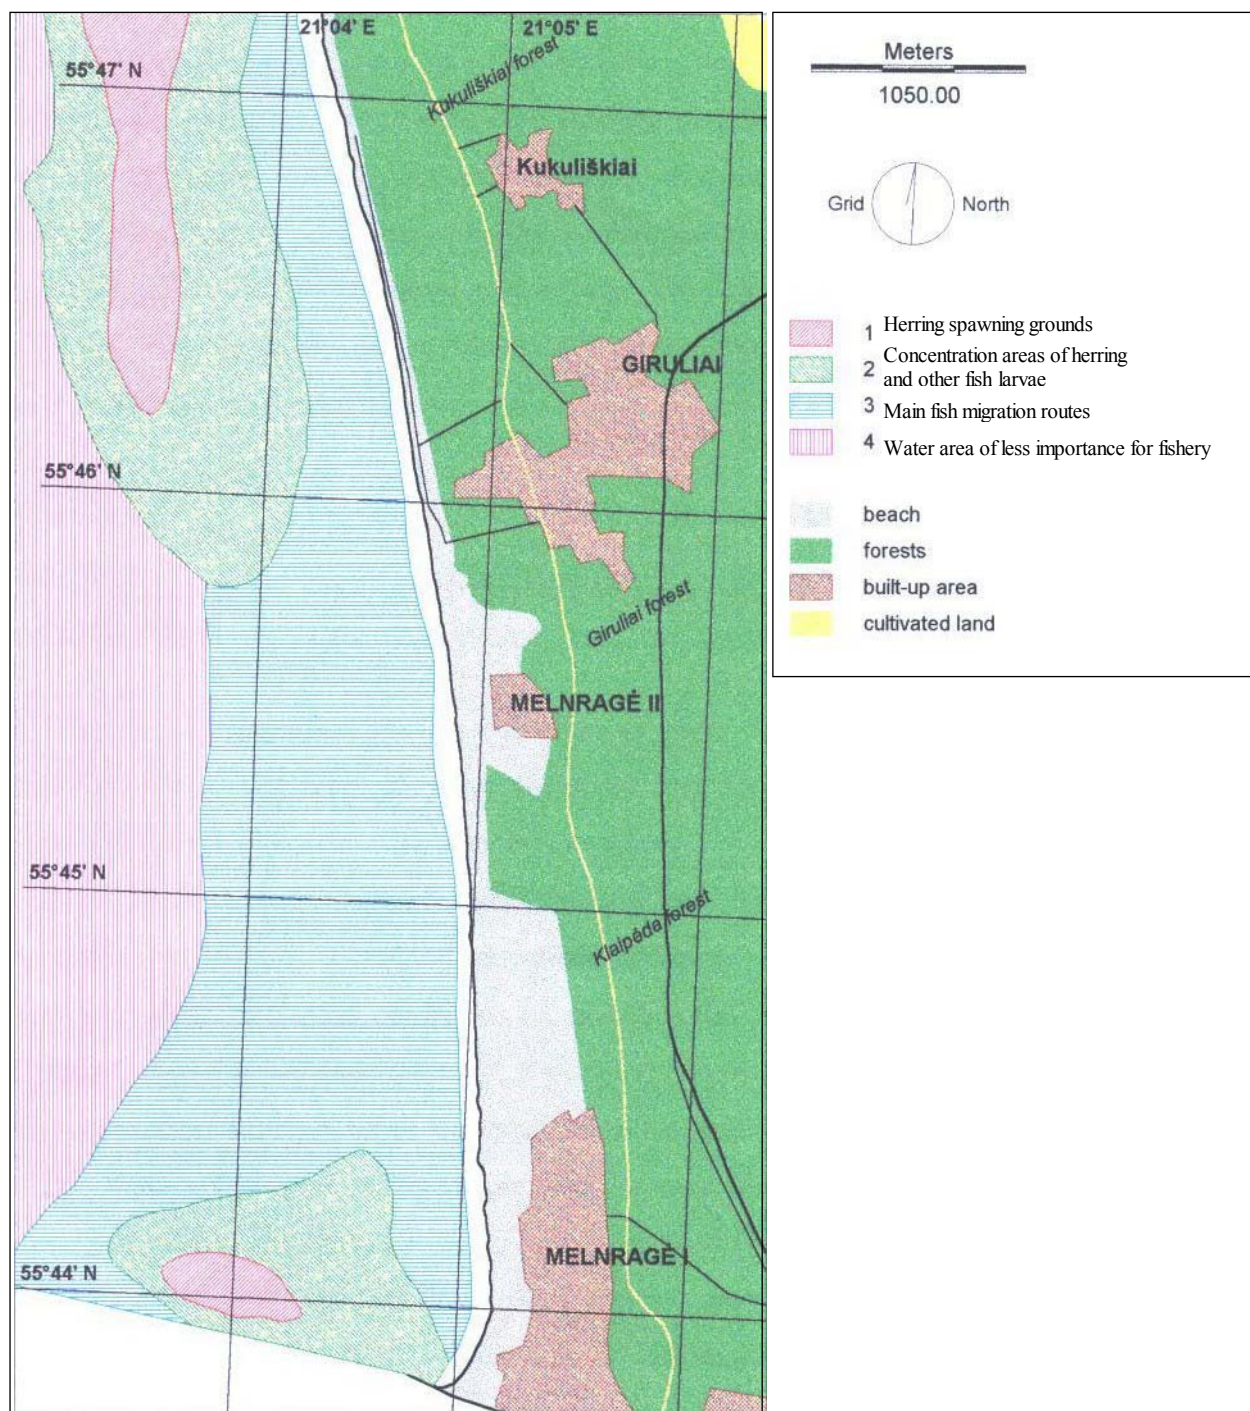 21°04' E
21°05' E
55°47' N
Kukuliškiai forest
Kukuliškiai
GIRULIAI
55°46' N
Giruliai forest
MELNRAGĖ II
55°45' N
Klaipėda forest
MELNRAGĖ I
55°44' N
Meters
1050.00
Grid North
1 Herring spawning grounds
2 Concentration areas of herring
and other fish larvae
3 Main fish migration routes
4 Water area of less importance for fishery
beach
forests
built-up area
cultivated land